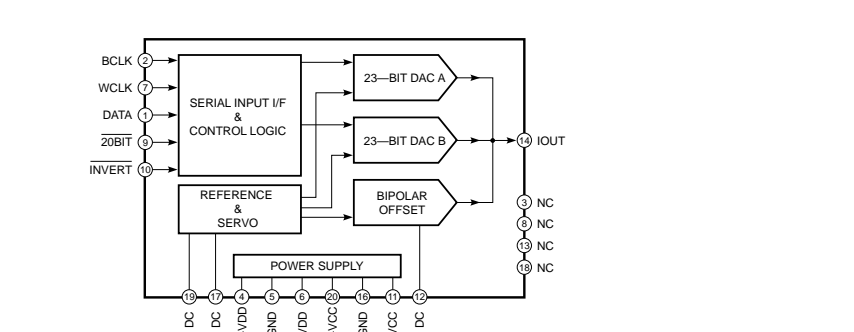 BCLK 2
WCLK 7
DATA 1
20BIT 9
INVERT 10
SERIAL INPUT I/F
&
CONTROL LOGIC
REFERENCE
&
SERVO
23—BIT DAC A
23—BIT DAC B
BIPOLAR
OFFSET
14 IOUT
3 NC
8 NC
13 NC
18 NC
POWER SUPPLY
19 17 4 5 6 20 16 11 12
DC
DC
DC